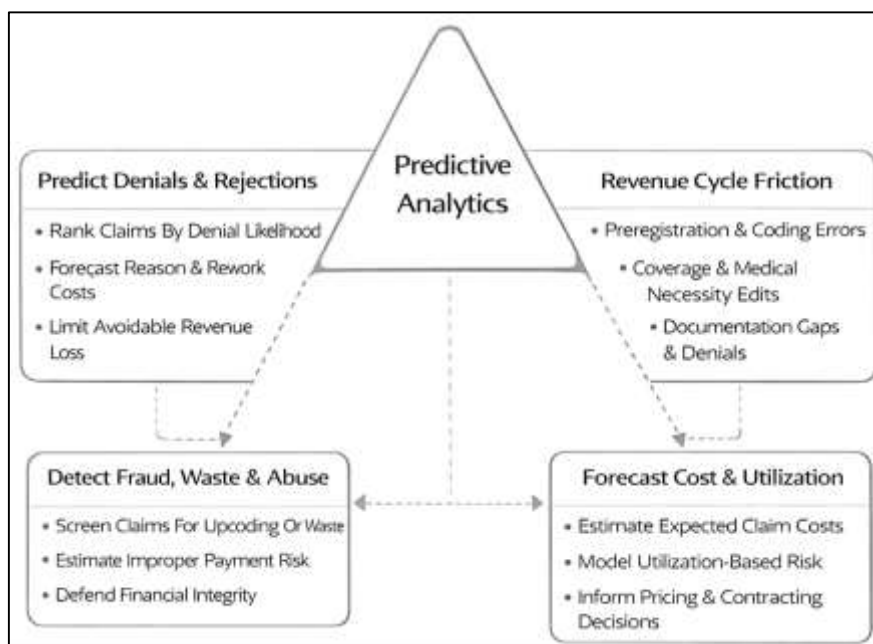 Predictive
Analytics
Predict Denials & Rejections
• Rank Claims By Denial Likelihood
• Forecast Reason & Rework
Costs
• Limit Avoidable Revenue
Loss
Revenue Cycle Friction
• Preregistration & Coding Errors
• Coverage & Medical
Necessity Edits
• Documentation Gaps
& Denials
Detect Fraud, Waste & Abuse
• Screen Claims For Upcoding Or Waste
• Estimate Improper Payment Risk
• Defend Financial Integrity
Forecast Cost & Utilization
• Estimate Expected Claim Costs
• Model Utilization-Based Risk
• Inform Pricing & Contracting
Decisions